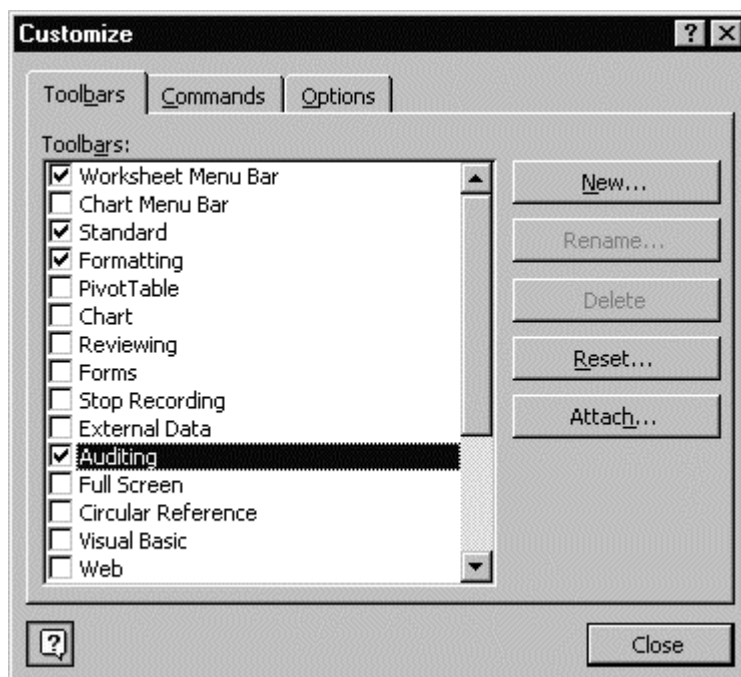 Customize
Toolbars Commands Options
Toolbars:
Worksheet Menu Bar
Chart Menu Bar
Standard
Formatting
PivotTable
Chart
Reviewing
Forms
Stop Recording
External Data
Auditing
Full Screen
Circular Reference
Visual Basic
Web
New...
Rename...
Delete
Reset...
Attach...
Close